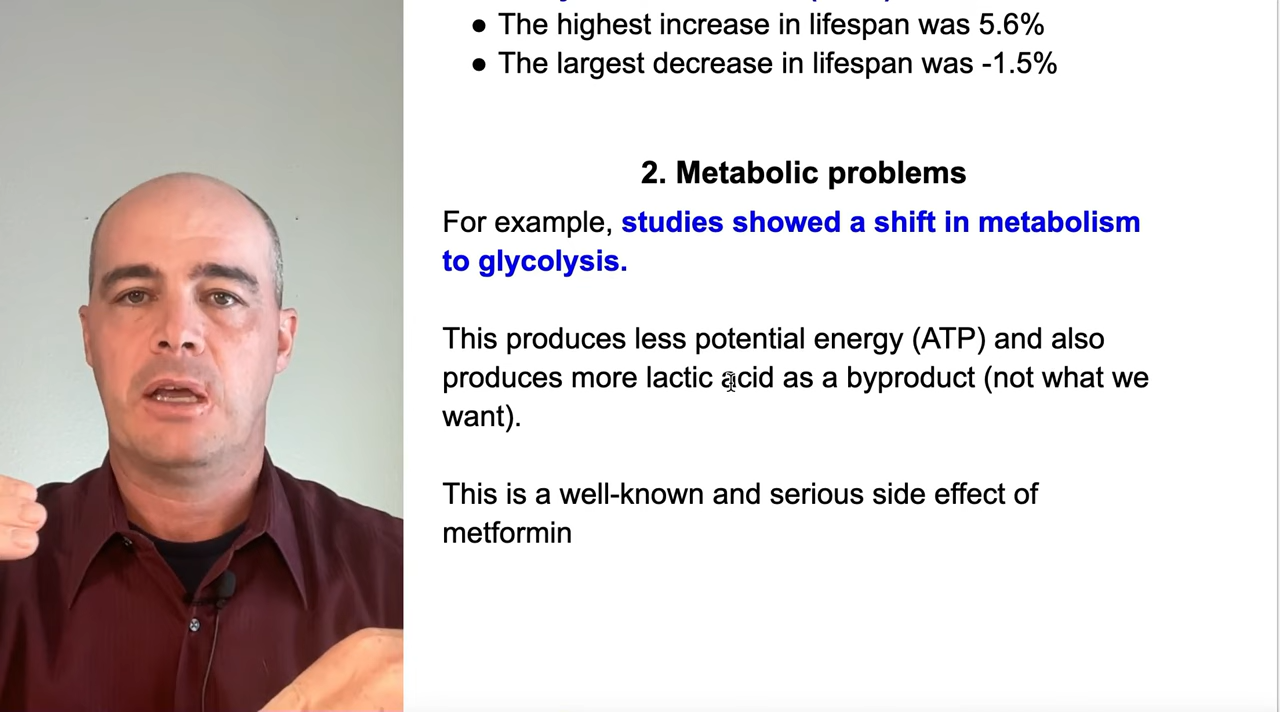 ● The highest increase in lifespan was 5.6%
● The largest decrease in lifespan was -1.5%
2. Metabolic problems
For example, studies showed a shift in metabolism
to glycolysis.
This produces less potential energy (ATP) and also
produces more lactic acid as a byproduct (not what we
want).
This is a well-known and serious side effect of
metformin